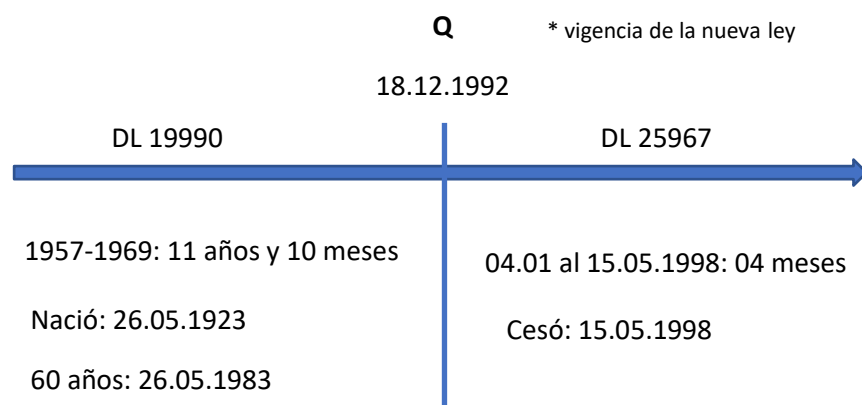 Q
* vigencia de la nueva ley
18.12.1992
DL 19990
DL 25967
1957-1969: 11 años y 10 meses
04.01 al 15.05.1998: 04 meses
Nació: 26.05.1923
Cesó: 15.05.1998
60 años: 26.05.1983